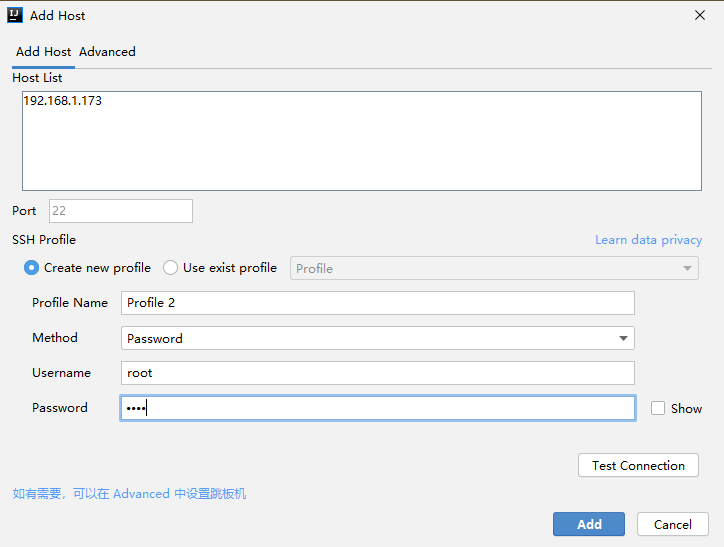 Add Host
Add Host Advanced
Host List
192.168.1.173
Port 22
SSH Profile Learn data privacy
Create new profile Use exist profile Profile
Profile Name Profile 2
Method Password
Username root
Password •••• Show
Test Connection
如有需要，可以在 Advanced 中设置跳板机
Add Cancel